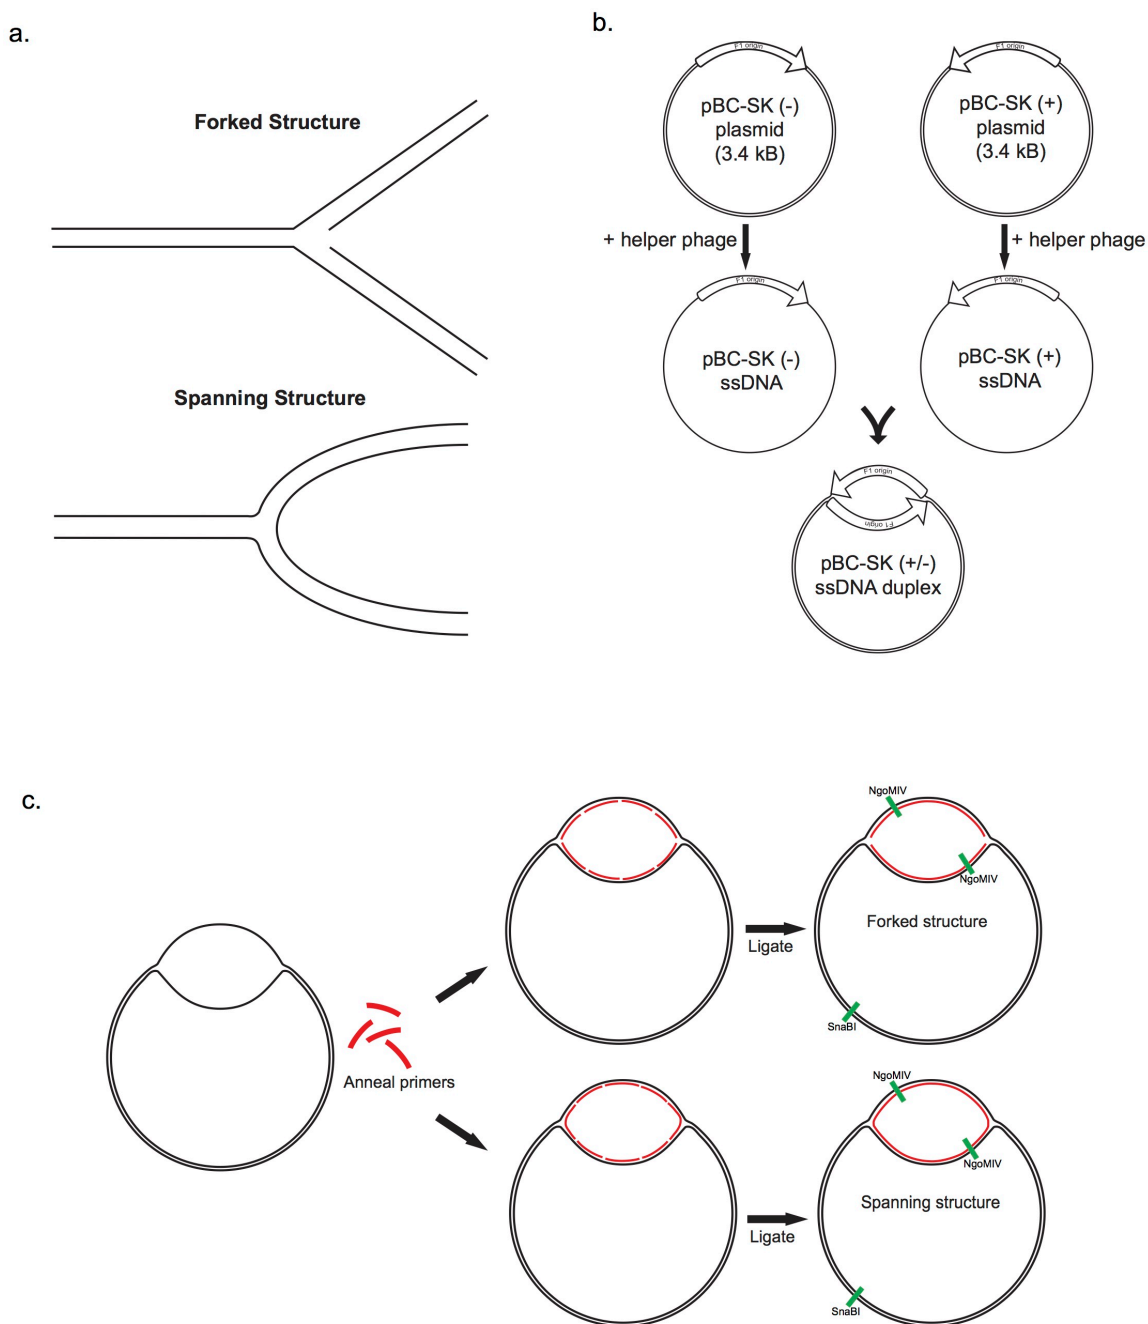 a.
b.
F1 origin
F1 origin
pBC-SK (-)
plasmid
(3.4 kB)
pBC-SK (+)
plasmid
(3.4 kB)
Forked Structure
+ helper phage
+ helper phage
F1 origin
F1 origin
pBC-SK (-)
ssDNA
pBC-SK (+)
ssDNA
Spanning Structure
F1 origin
F1 origin
pBC-SK (+/-)
ssDNA duplex
c.
NgoMIV
NgoMIV
Forked structure
Ligate
SnaBI
Anneal primers
NgoMIV
NgoMIV
Spanning structure
Ligate
SnaBI